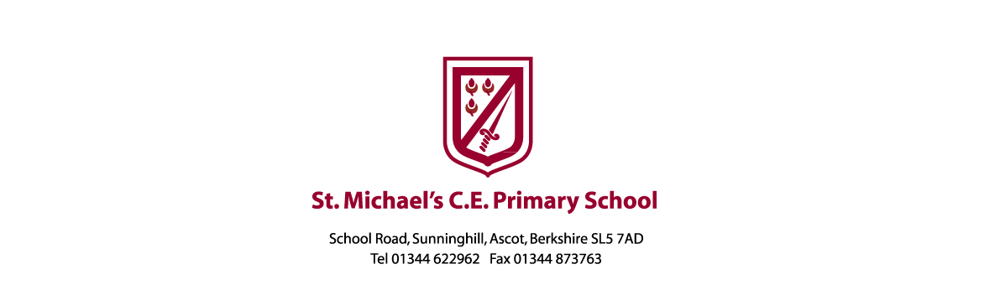 St. Michael’s C.E. Primary School
School Road, Sunninghill, Ascot, Berkshire SL5 7AD
Tel 01344 622962 Fax 01344 873763